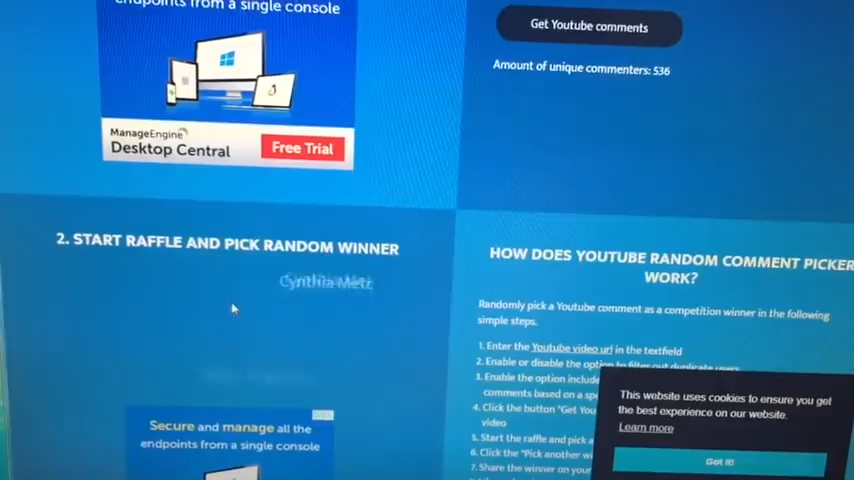 endpoints from a single console
ManageEngine
Desktop Central
Free Trial
Get Youtube comments
Amount of unique commenters: 536
2. START RAFFLE AND PICK RANDOM WINNER
Cynthia Metc
Secure and manage all the
endpoints from a single console
HOW DOES YOUTUBE RANDOM COMMENT PICKER
WORK?
Randomly pick a Youtube comment as a competition winner in the following
simple steps.
1. Enter the Youtube video url in the textfield
2. Enable or disable the option to filter out duplicate users
3. Enable the option include
comments based on a spe
4. Click the button "Get You
video
5. Start the raffle and pick a
6. Click the "Pick another wi
7. Share the winner on your
This website uses cookies to ensure you get
the best experience on our website.
Learn more
Got it!